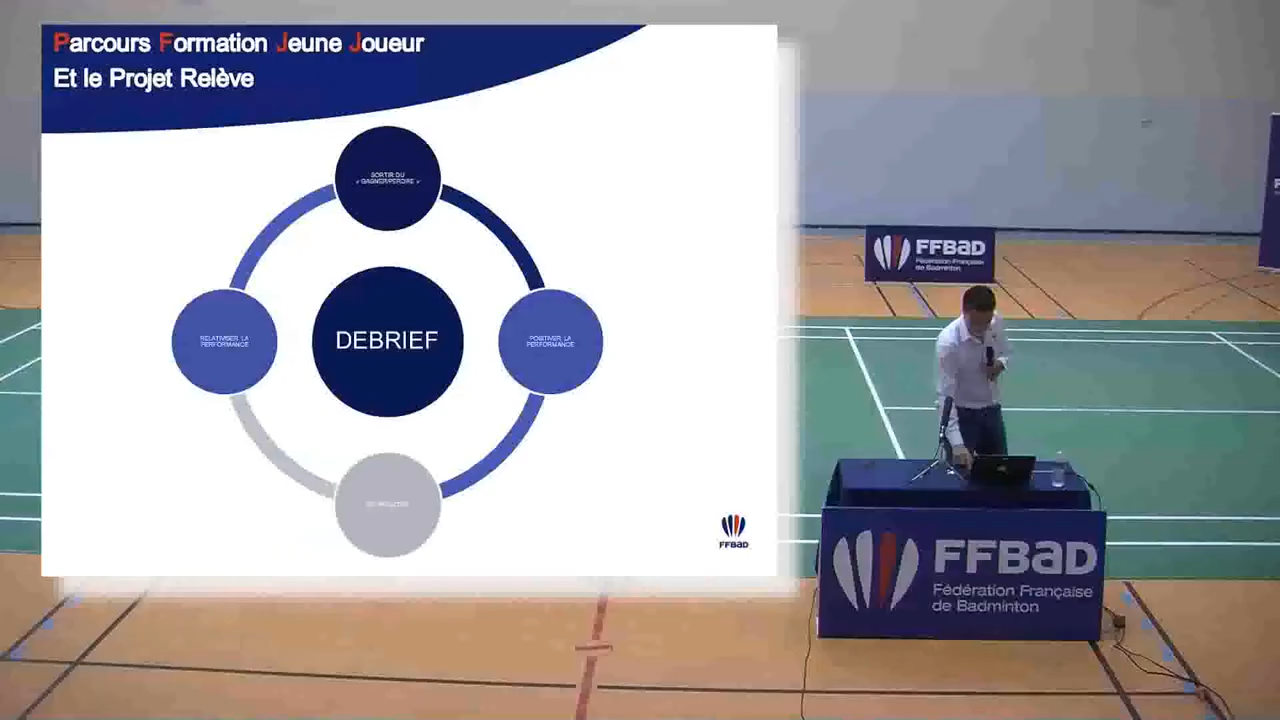 Parcours Formation Jeune Joueur
Et le Projet Relève
SORTIR DU
« GAGNER/PERDRE »
DEBRIEF
RELATIVISER LA
PERFORMANCE
POSITIVER LA
PERFORMANCE
FFBaD
FFBaD
Fédération Française
de Badminton
FFBaD
Fédération Française
de Badminton